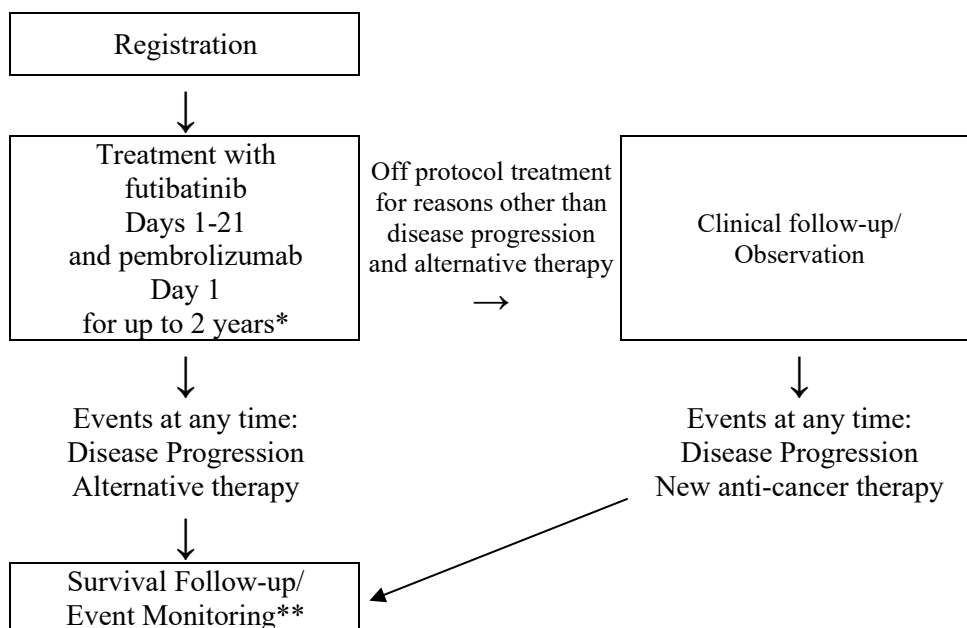 Registration
↓
Treatment with
futibatinib
Days 1-21
and pembrolizumab
Day 1
for up to 2 years*
Off protocol treatment
for reasons other than
disease progression
and alternative therapy
→
Clinical follow-up/
Observation
↓
Events at any time:
Disease Progression
Alternative therapy
↓
Events at any time:
Disease Progression
New anti-cancer therapy
↓
Survival Follow-up/
Event Monitoring**